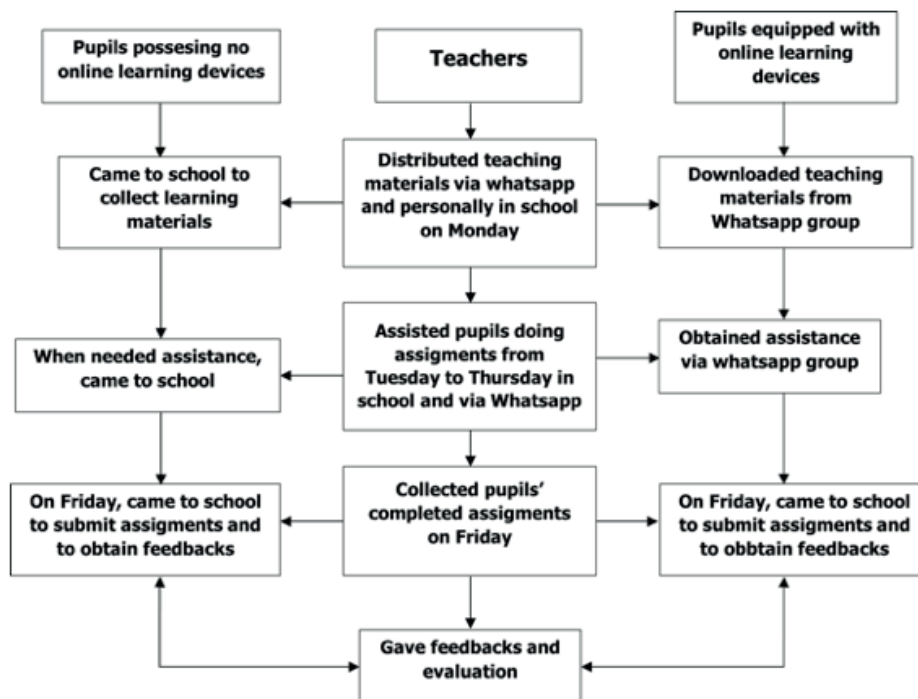 Pupils possesing no
online learning devices
Teachers
Pupils equipped with
online learning
devices
Came to school to
collect learning
materials
Distributed teaching
materials via whatsapp
and personally in school
on Monday
Downloaded teaching
materials from
Whatsapp group
When needed assistance,
came to school
Assisted pupils doing
assigments from
Tuesday to Thursday in
school and via Whatsapp
Obtained assistance
via whatsapp group
On Friday, came to school
to submit assigments and
to obtain feedbacks
Collected pupils’
completed assigments
on Friday
On Friday, came to school
to submit assigments and
to obbtain feedbacks
Gave feedbacks and
evaluation